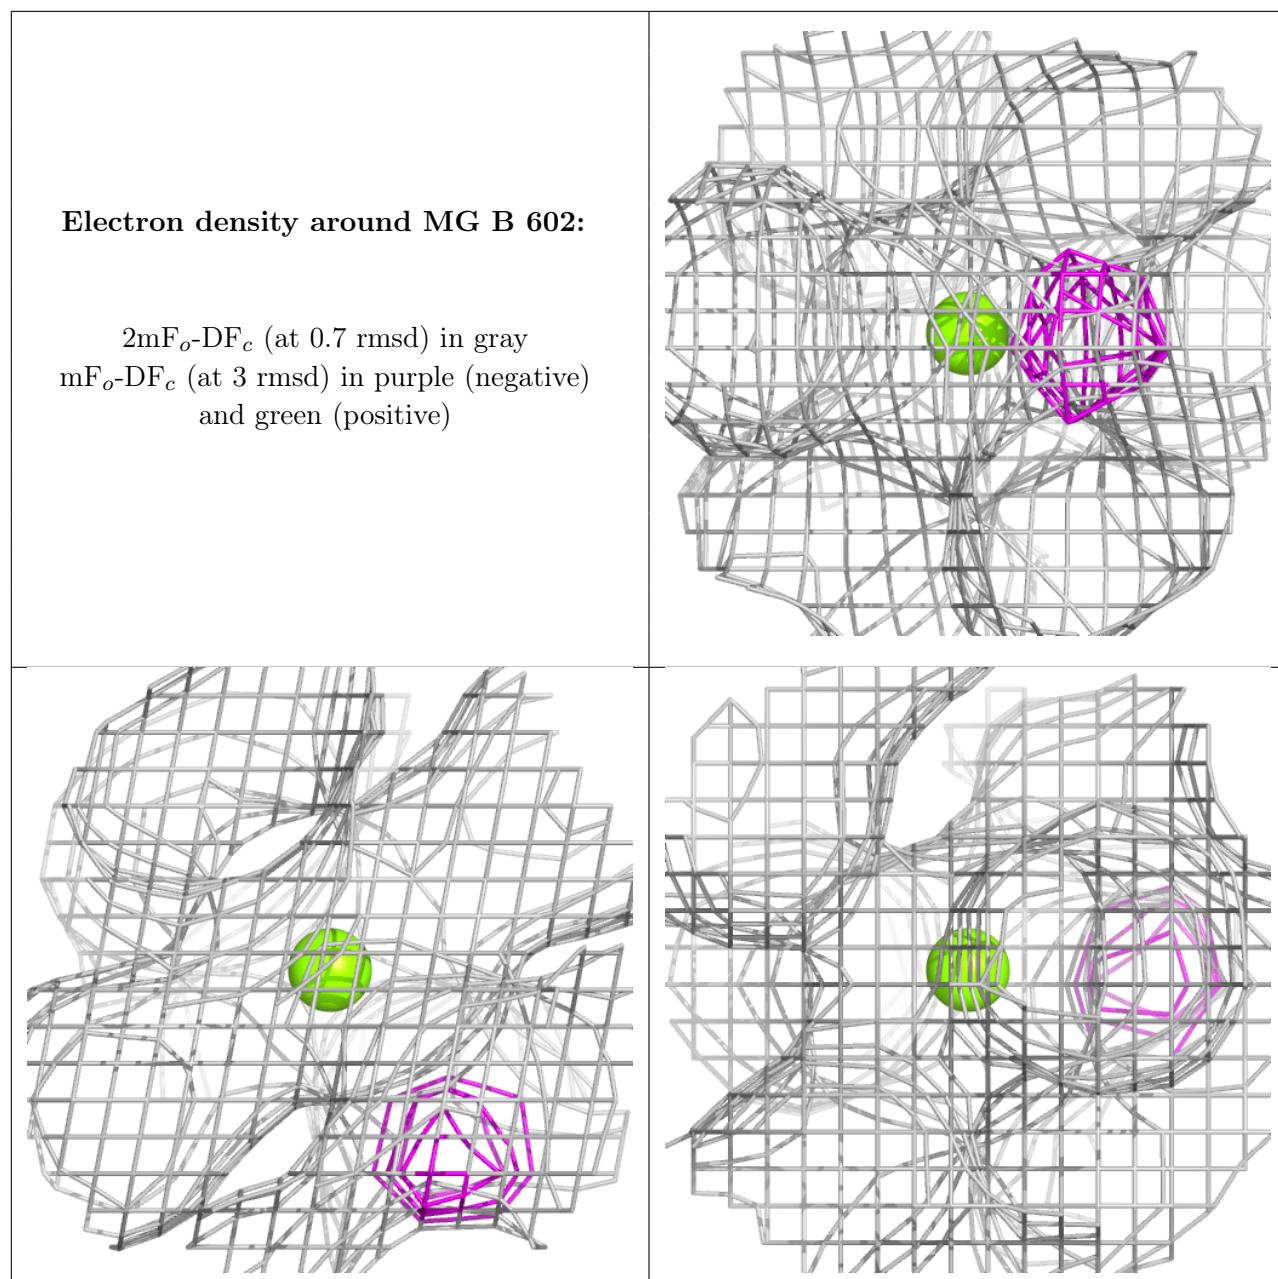 Electron density around MG B 602:
2mFo-DFc (at 0.7 rmsd) in gray
mFo-DFc (at 3 rmsd) in purple (negative)
and green (positive)